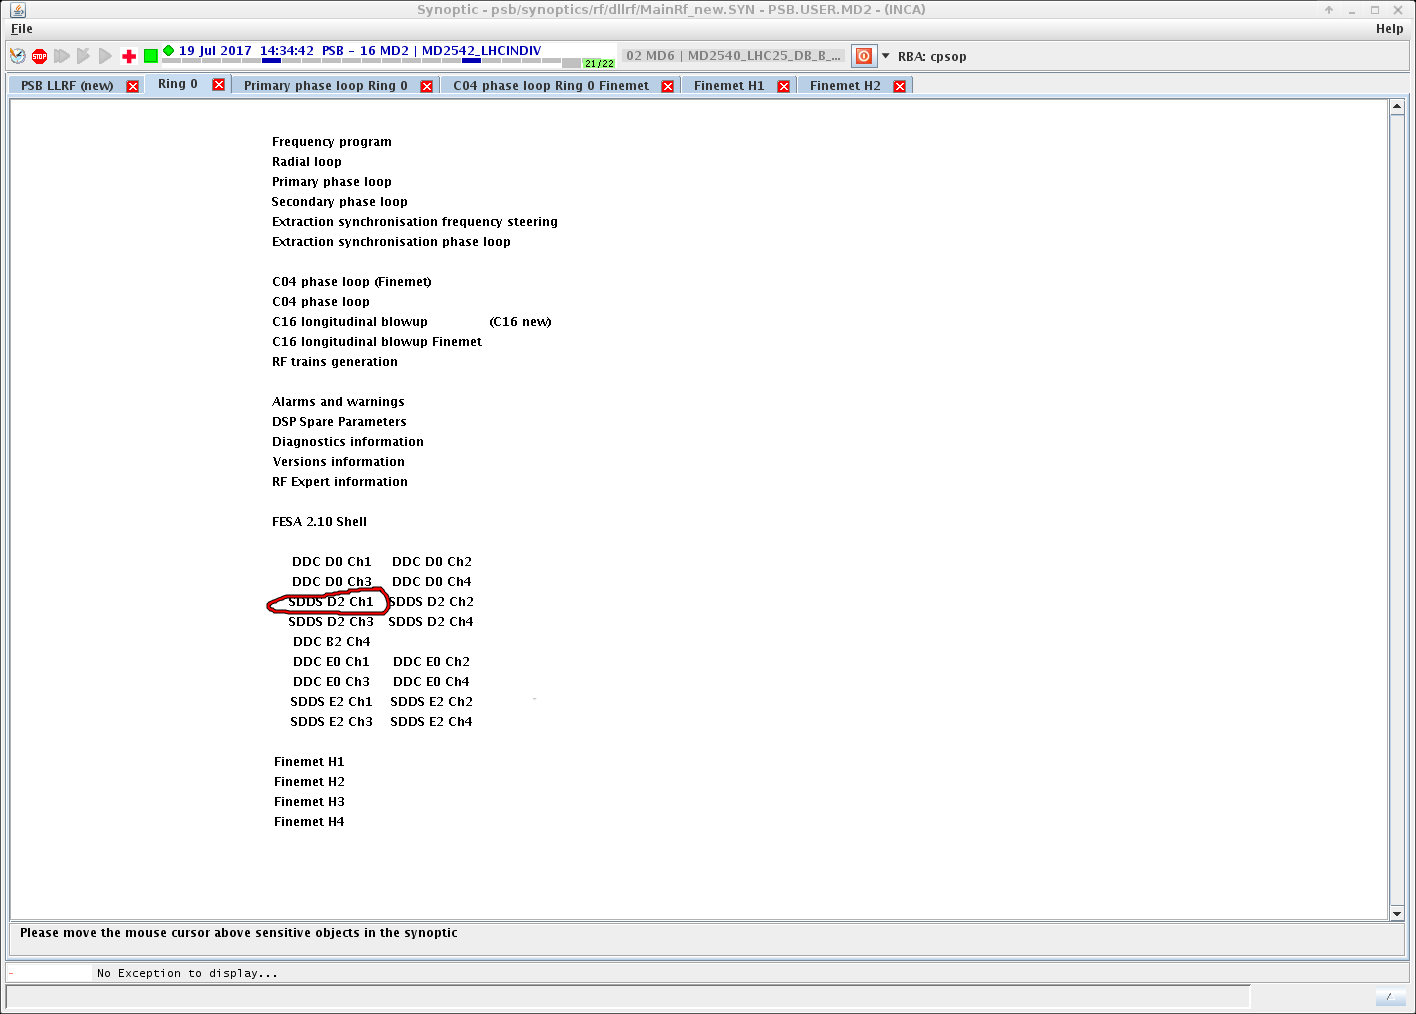 Synoptic - psb/synoptics/rf/dllrf/MainRf_new.SYN - PSB.USER.MD2 - (INCA)
File Help
STOP 19 Jul 2017 14:34:42 PSB - 16 MD2 | MD2542_LHCINDIV 21/22 02 MD6 | MD2540_LHC25_DB_B_... RBA: cpsop
PSB LLRF (new) Ring 0 Primary phase loop Ring 0 C04 phase loop Ring 0 Finemet Finemet H1 Finemet H2
Frequency program
Radial loop
Primary phase loop
Secondary phase loop
Extraction synchronisation frequency steering
Extraction synchronisation phase loop
C04 phase loop (Finemet)
C04 phase loop
C16 longitudinal blowup (C16 new)
C16 longitudinal blowup Finemet
RF trains generation
Alarms and warnings
DSP Spare Parameters
Diagnostics information
Versions information
RF Expert information
FESA 2.10 Shell
DDC D0 Ch1 DDC D0 Ch2
DDC D0 Ch3 DDC D0 Ch4
SDDS D2 Ch1 SDDS D2 Ch2
SDDS D2 Ch3 SDDS D2 Ch4
DDC B2 Ch4
DDC E0 Ch1 DDC E0 Ch2
DDC E0 Ch3 DDC E0 Ch4
SDDS E2 Ch1 SDDS E2 Ch2
SDDS E2 Ch3 SDDS E2 Ch4
Finemet H1
Finemet H2
Finemet H3
Finemet H4
Please move the mouse cursor above sensitive objects in the synoptic
- No Exception to display...